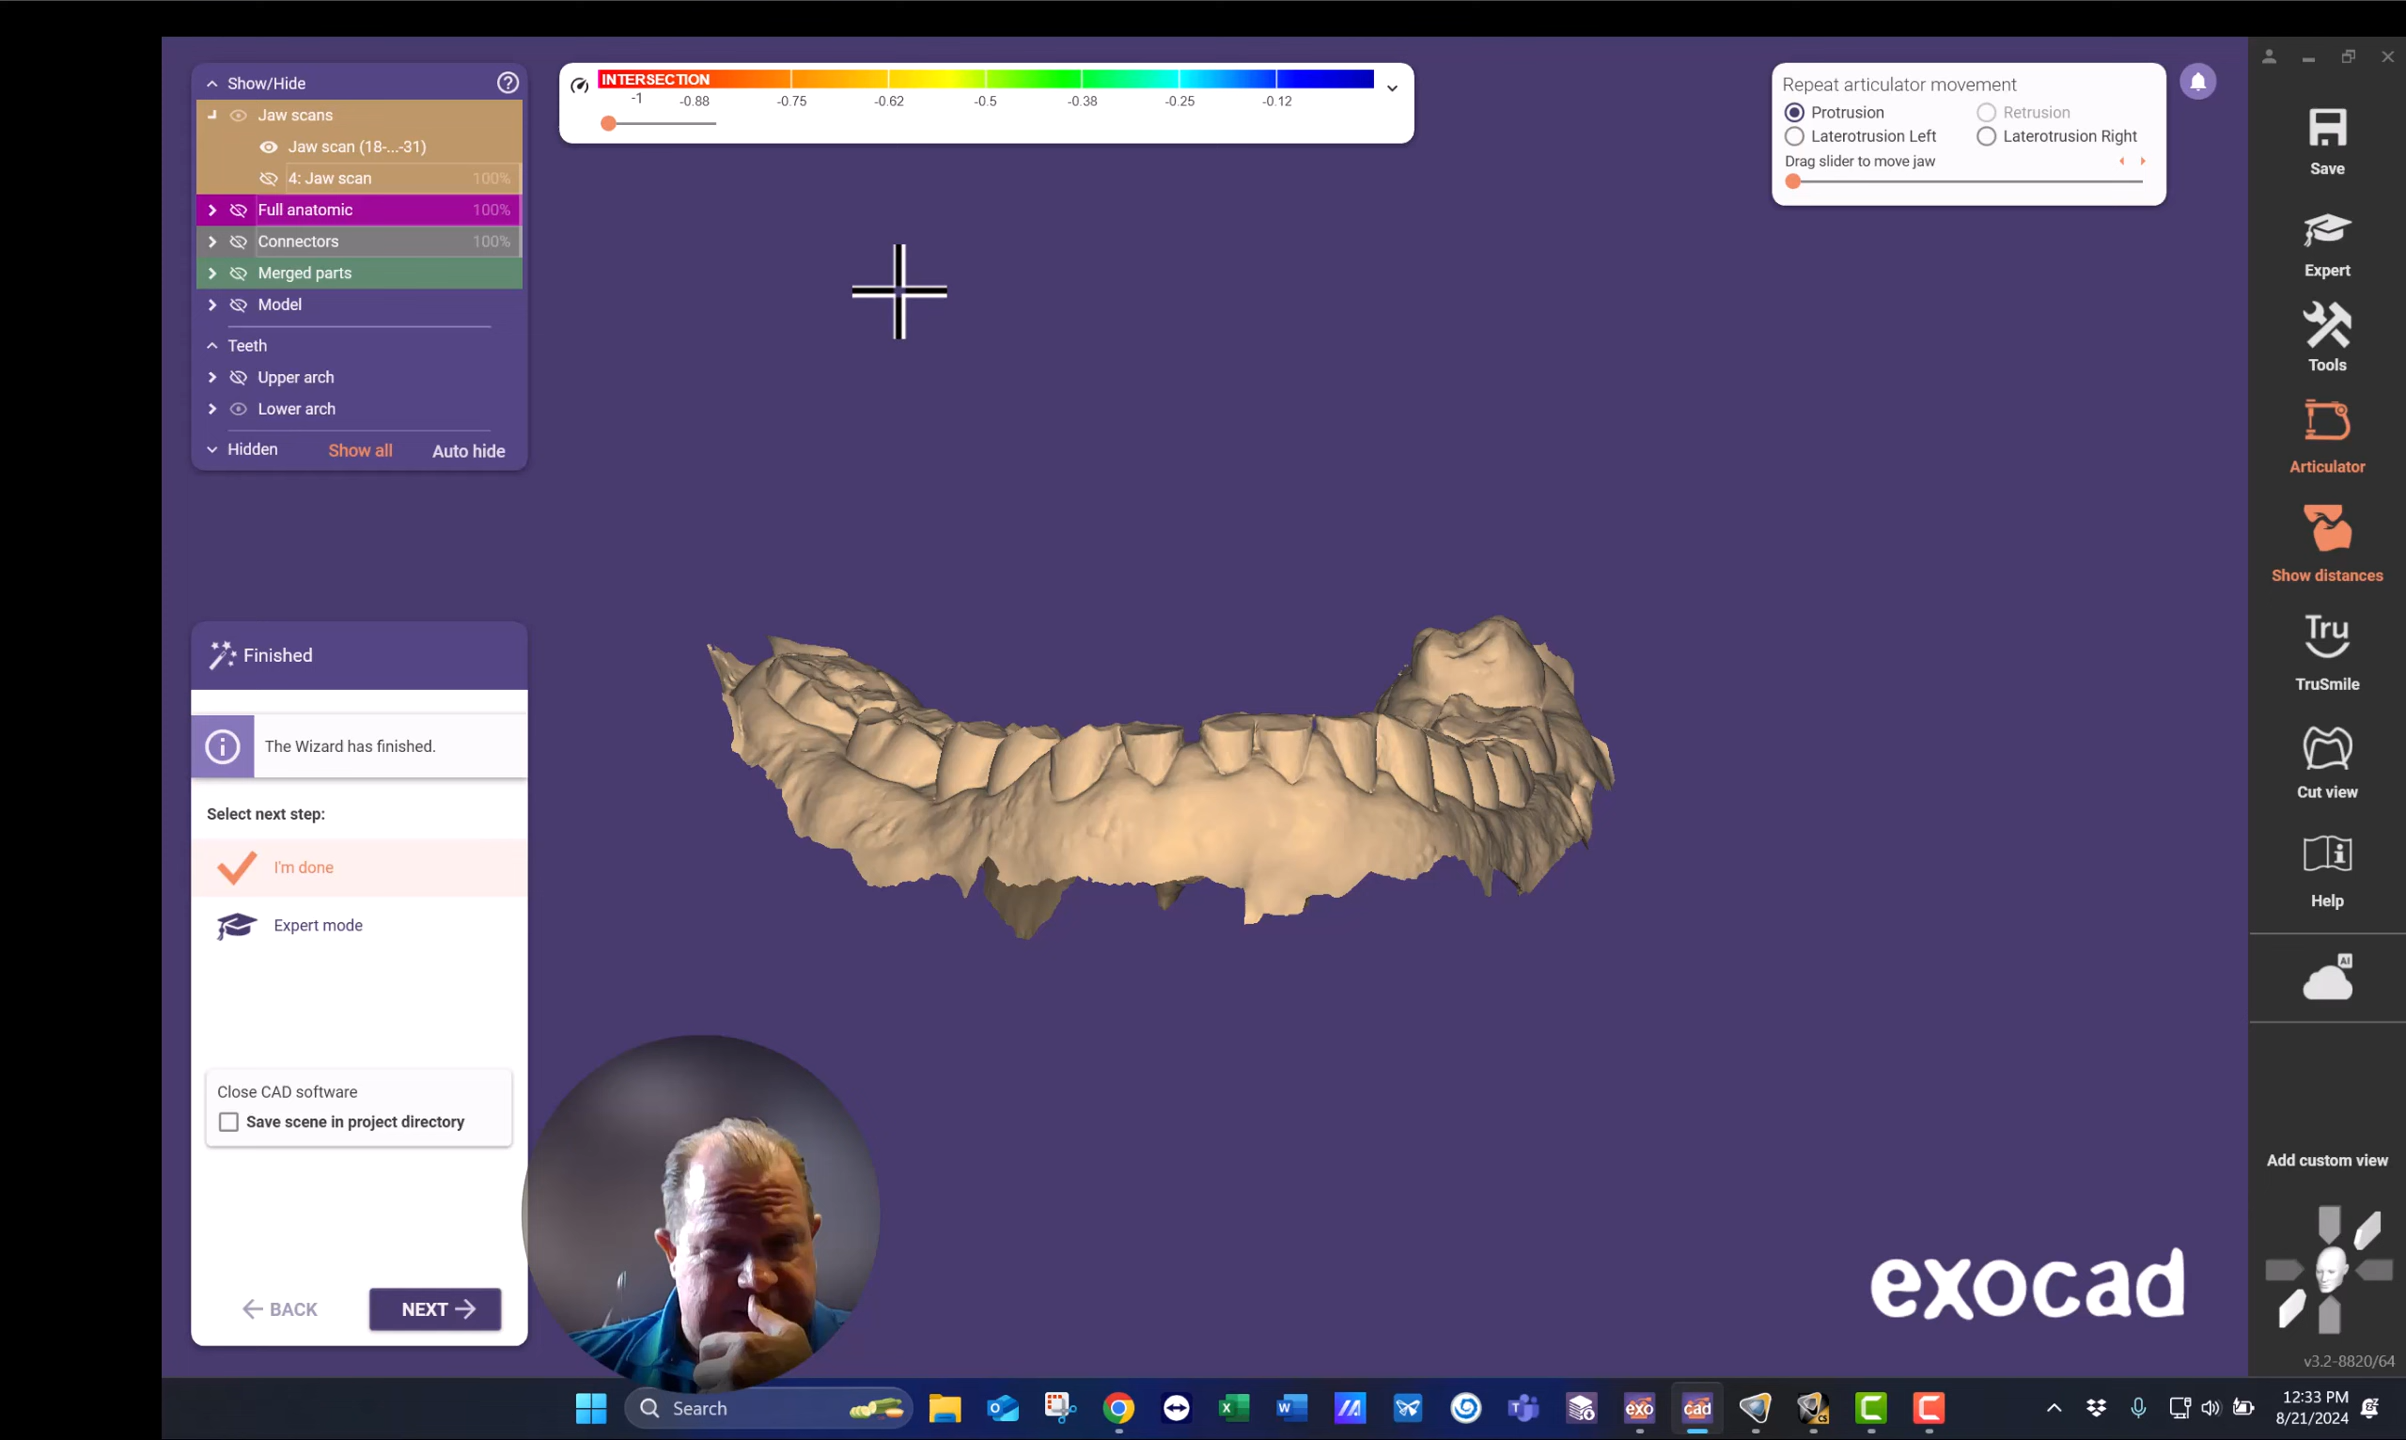 Show/Hide
Jaw scans
Jaw scan (18-...-31)
4: Jaw scan 100%
Full anatomic 100%
Connectors 100%
Merged parts
Model
Teeth
Upper arch
Lower arch
Hidden Show all Auto hide
INTERSECTION
-1 -0.88 -0.75 -0.62 -0.5 -0.38 -0.25 -0.12
Repeat articulator movement
Protrusion Retrusion
Laterotrusion Left Laterotrusion Right
Drag slider to move jaw
Save
Expert
Tools
Articulator
Show distances
Tru
TruSmile
Cut view
Help
AI
Add custom view
v3.2-8820/64
Finished
The Wizard has finished.
Select next step:
I'm done
Expert mode
Close CAD software
Save scene in project directory
BACK NEXT
exocad
Search
exo
cad
12:33 PM
8/21/2024